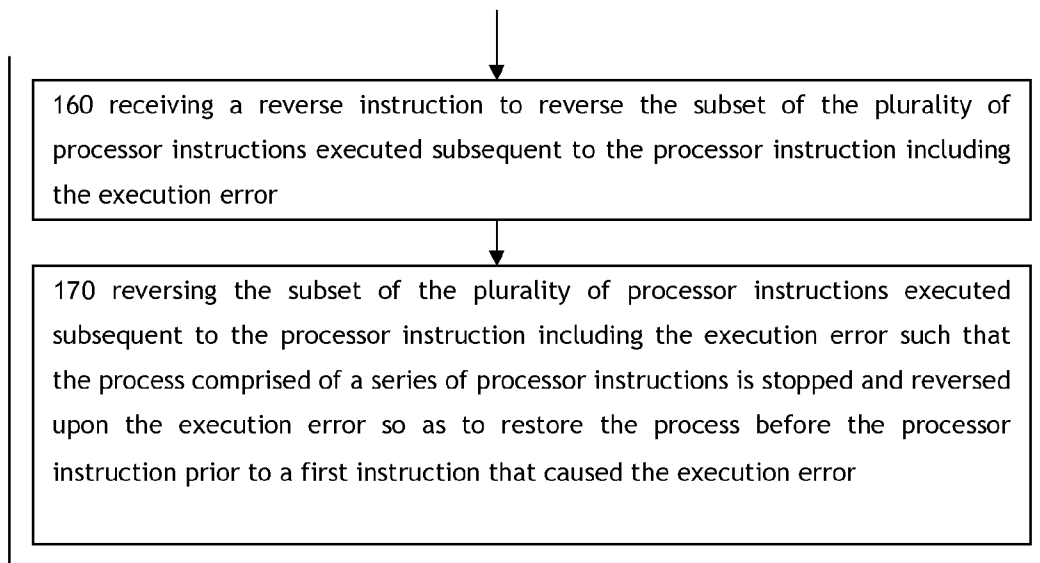 160 receiving a reverse instruction to reverse the subset of the plurality of
processor instructions executed subsequent to the processor instruction including
the execution error
170 reversing the subset of the plurality of processor instructions executed
subsequent to the processor instruction including the execution error such that
the process comprised of a series of processor instructions is stopped and reversed
upon the execution error so as to restore the process before the processor
instruction prior to a first instruction that caused the execution error